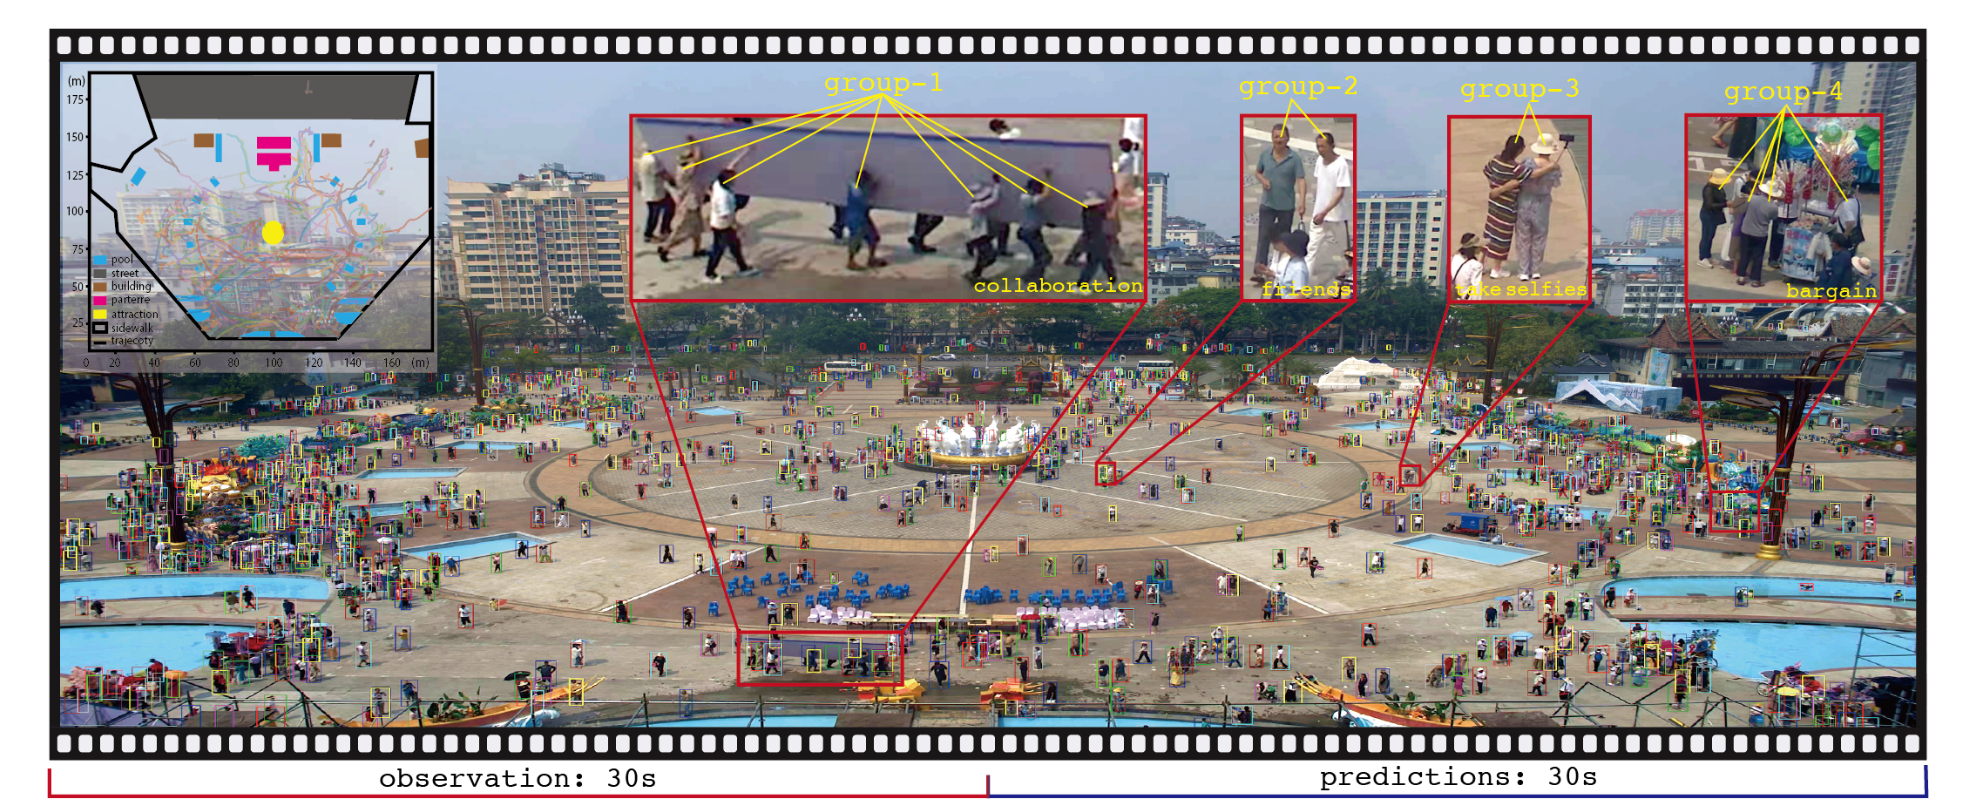 group-1
group-2
group-3
group-4
collaboration
friends
take selfies
bargain
(m)
175
150
125
100
75
50
25
pool
street
building
parterre
attraction
sidewalk
trajecoty
0 20 40 60 80 100 120 140 160 (m)
observation: 30s
predictions: 30s